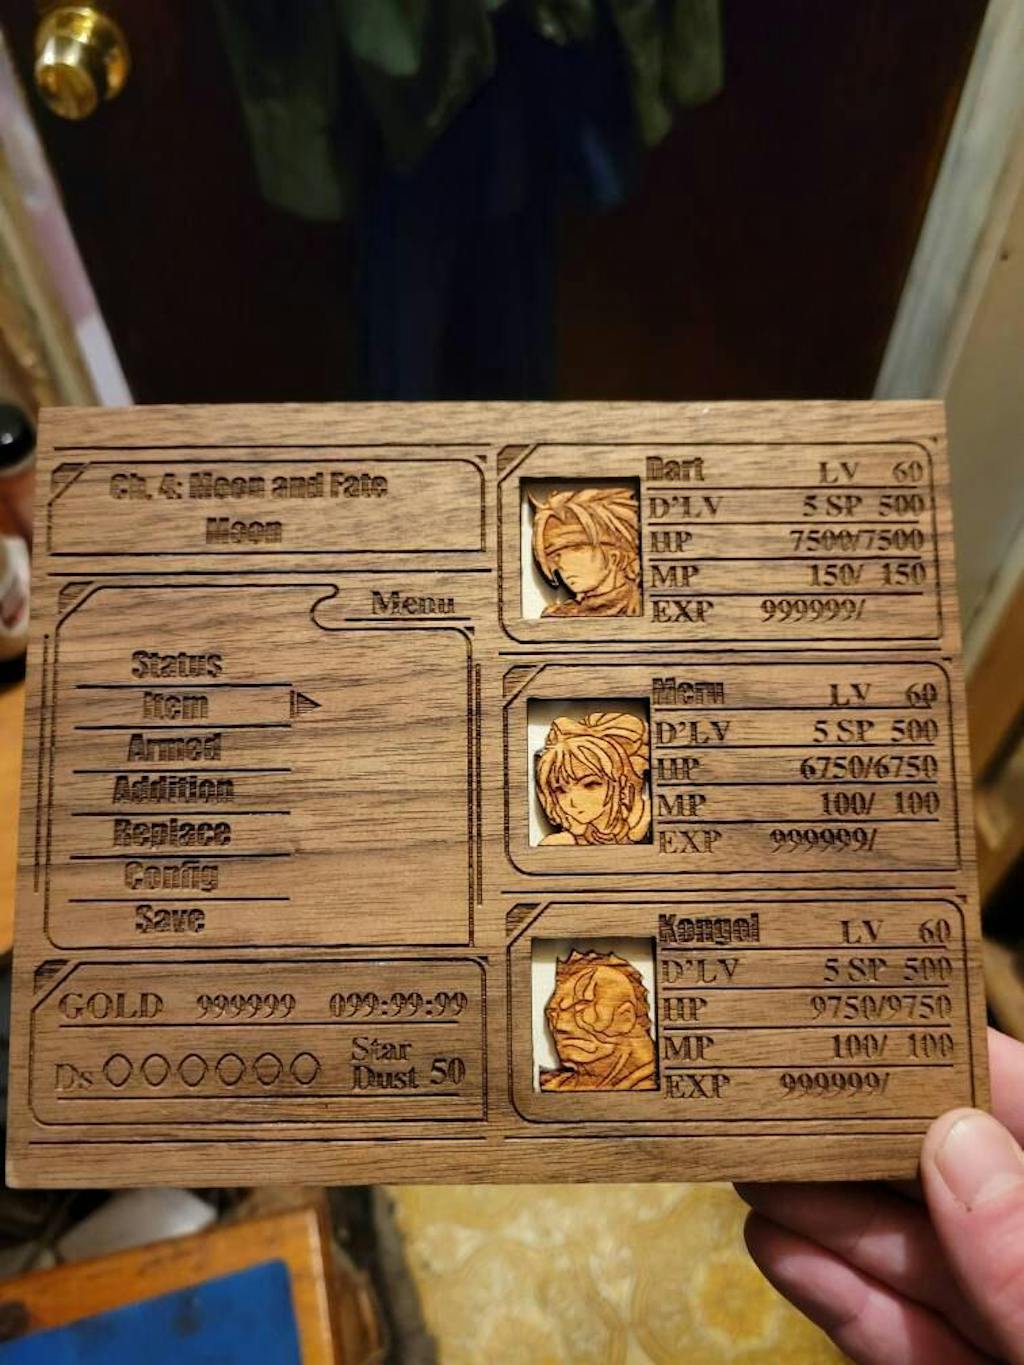 Ch. 4: Moon and Fate
Moon
Menu
Status
Item
Armed
Addition
Replace
Config
Save
GOLD 999999 099:99:99
Ds Star Dust 50
Dart LV 60
D'LV 5 SP 500
HP 7500/7500
MP 150/ 150
EXP 999999/
Meru LV 60
D'LV 5 SP 500
HP 6750/6750
MP 100/ 100
EXP 999999/
Kongol LV 60
D'LV 5 SP 500
HP 9750/9750
MP 100/ 100
EXP 999999/